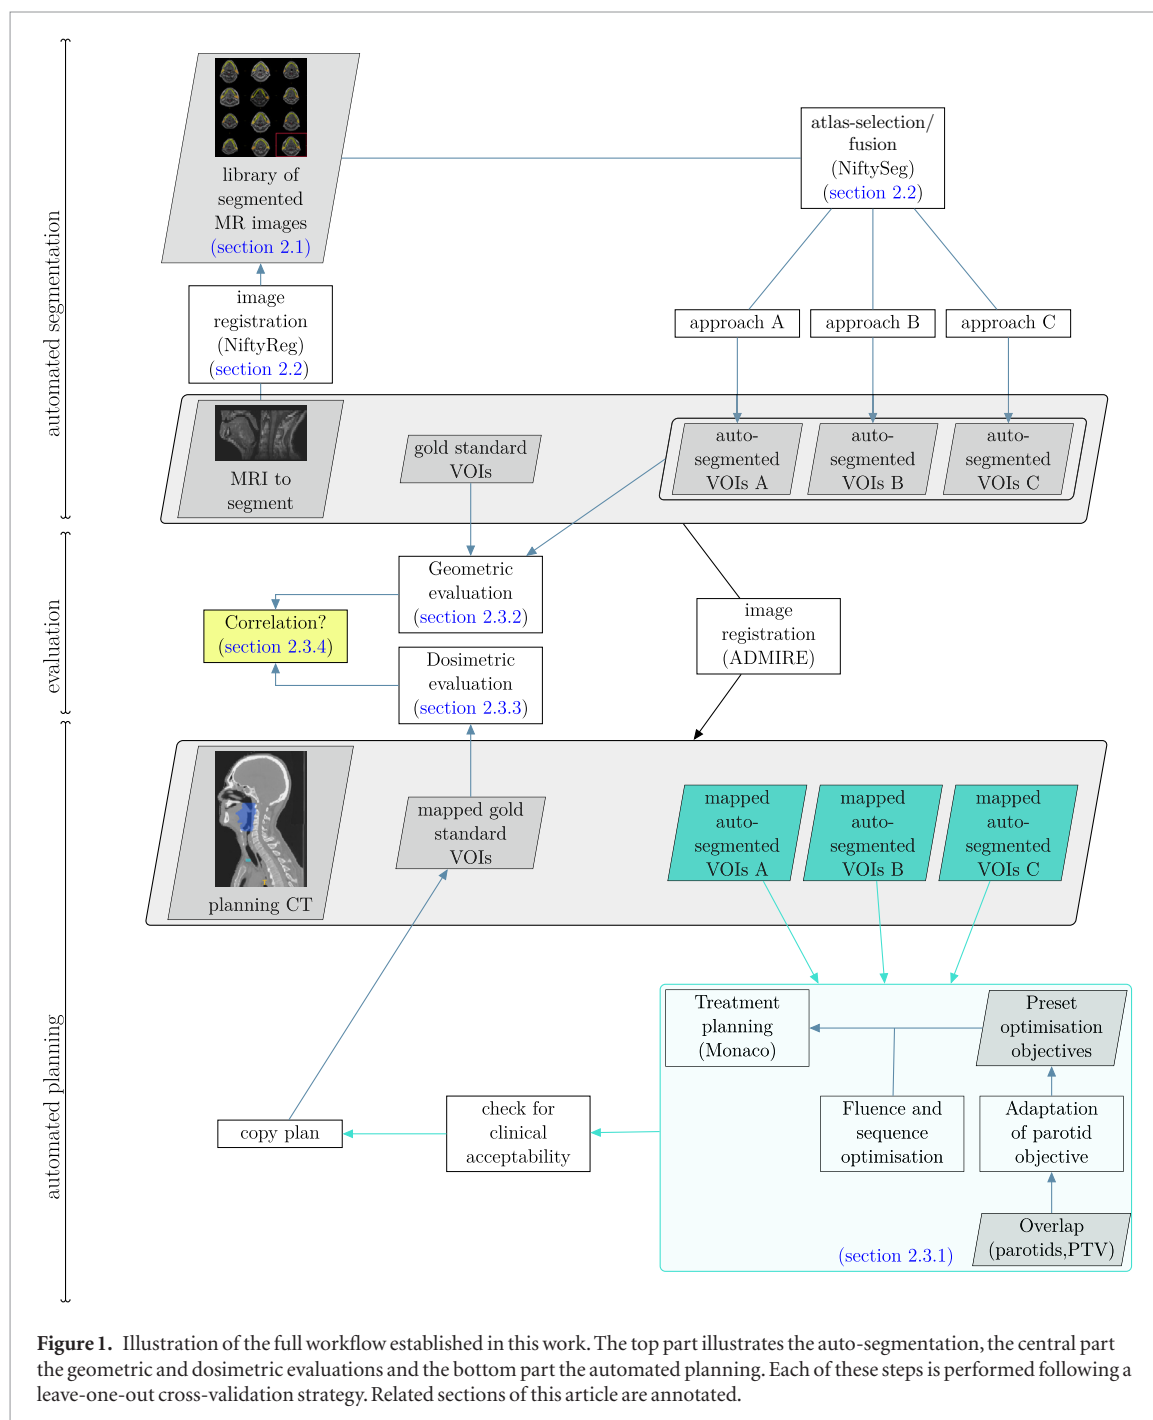 automated segmentation
library of
segmented
MR images
(section 2.1)
atlas-selection/
fusion
(NiftySeg)
(section 2.2)
image
registration
(NiftyReg)
(section 2.2)
approach A
approach B
approach C
MRI to
segment
gold standard
VOIs
auto-
segmented
VOIs A
auto-
segmented
VOIs B
auto-
segmented
VOIs C
evaluation
Geometric
evaluation
(section 2.3.2)
Correlation?
(section 2.3.4)
Dosimetric
evaluation
(section 2.3.3)
image
registration
(ADMIRE)
automated planning
planning CT
mapped gold
standard
VOIs
mapped
auto-
segmented
VOIs A
mapped
auto-
segmented
VOIs B
mapped
auto-
segmented
VOIs C
Treatment
planning
(Monaco)
Preset
optimisation
objectives
Fluence and
sequence
optimisation
Adaptation
of parotid
objective
Overlap
(parotids,PTV)
(section 2.3.1)
check for
clinical
acceptability
copy plan
Figure 1. Illustration of the full workflow established in this work. The top part illustrates the auto-segmentation, the central part
the geometric and dosimetric evaluations and the bottom part the automated planning. Each of these steps is performed following a
leave-one-out cross-validation strategy. Related sections of this article are annotated.